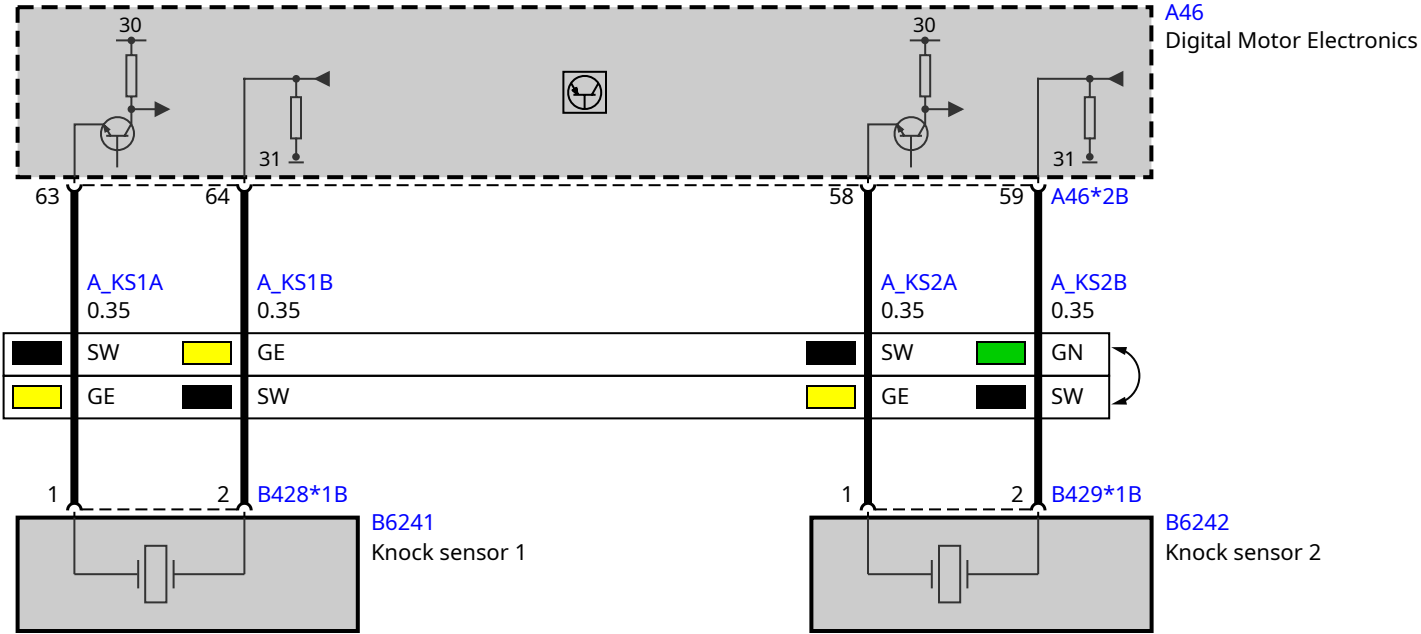 30
30
A46
Digital Motor Electronics
31
31
63
64
58
59
A46*2B
A_KS1A
A_KS1B
A_KS2A
A_KS2B
0.35
0.35
0.35
0.35
SW
GE
SW
GN
GE
SW
GE
SW
1
2
B428*1B
1
2
B429*1B
B6241
Knock sensor 1
B6242
Knock sensor 2